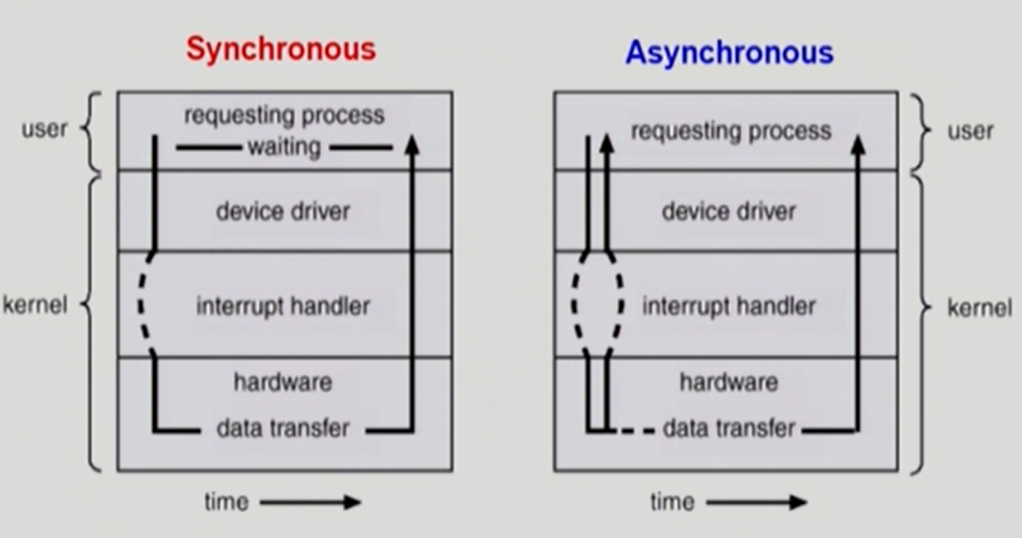 Synchronous
user
requesting process
waiting
device driver
kernel
interrupt handler
hardware
data transfer
time
Asynchronous
requesting process
user
device driver
interrupt handler
kernel
hardware
data transfer
time